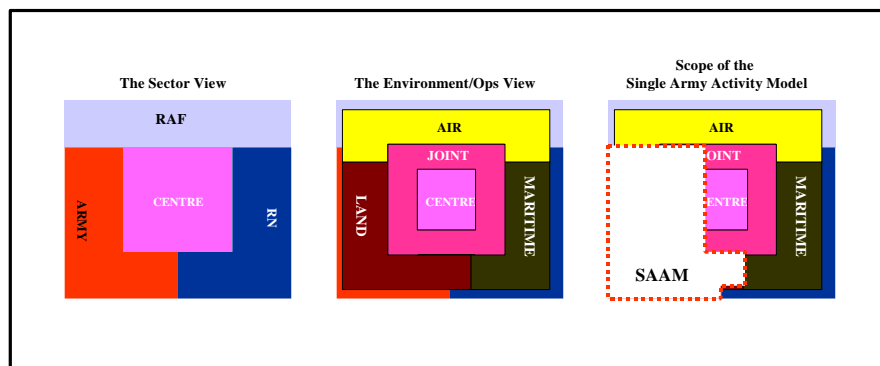 The Sector View
RAF
ARMY
CENTRE
RN
The Environment/Ops View
AIR
JOINT
LAND
CENTRE
MARITIME
Scope of the
Single Army Activity Model
AIR
OINT
ENTRE
MARITIME
SAAM